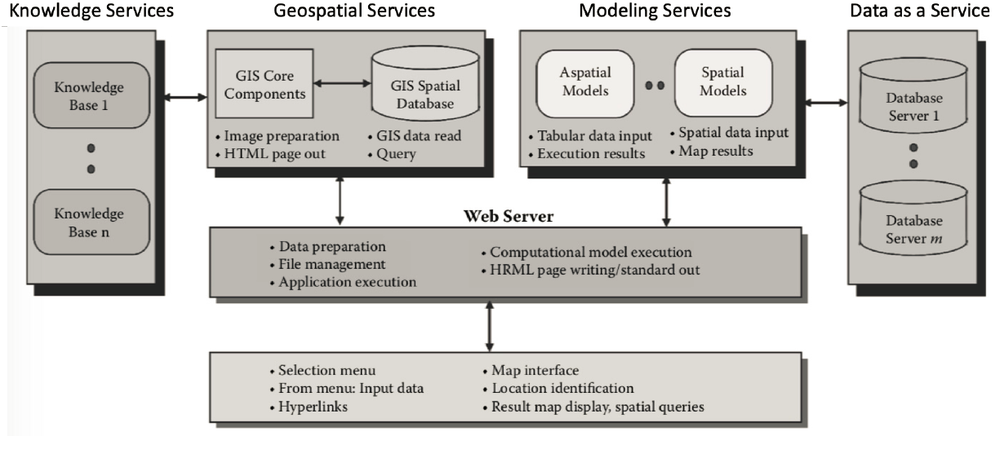 Knowledge Services
Geospatial Services
Modeling Services
Data as a Service
Knowledge
Base 1
Knowledge
Base n
GIS Core
Components
GIS Spatial
Database
• Image preparation
• HTML page out
• GIS data read
• Query
Aspatial
Models
Spatial
Models
• Tabular data input
• Execution results
• Spatial data input
• Map results
Database
Server 1
Database
Server m
Web Server
• Data preparation
• File management
• Application execution
• Computational model execution
• HRML page writing/standard out
• Selection menu
• From menu: Input data
• Hyperlinks
• Map interface
• Location identification
• Result map display, spatial queries